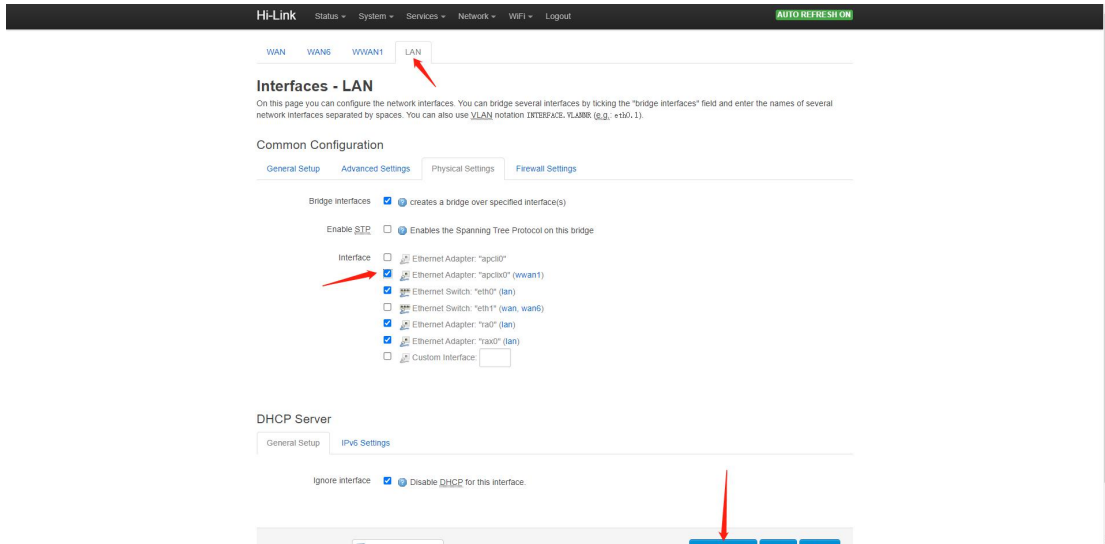 Hi-Link Status System Services Network WiFi Logout AUTO REFRESH ON
WAN WAN6 WWAN1 LAN
Interfaces - LAN
On this page you can configure the network interfaces. You can bridge several interfaces by ticking the "bridge interfaces" field and enter the names of several
network interfaces separated by spaces. You can also use VLAN notation INTERFACE.VLANNR (e.g.: eth0.1).
Common Configuration
General Setup Advanced Settings Physical Settings Firewall Settings
Bridge interfaces creates a bridge over specified interface(s)
Enable STP Enables the Spanning Tree Protocol on this bridge
Interface Ethernet Adapter: "apcli0"
Ethernet Adapter: "apclix0" (wwan1)
Ethernet Switch: "eth0" (lan)
Ethernet Switch: "eth1" (wan, wan6)
Ethernet Adapter: "ra0" (lan)
Ethernet Adapter: "rax0" (lan)
Custom Interface:
DHCP Server
General Setup IPv6 Settings
Ignore interface Disable DHCP for this interface.